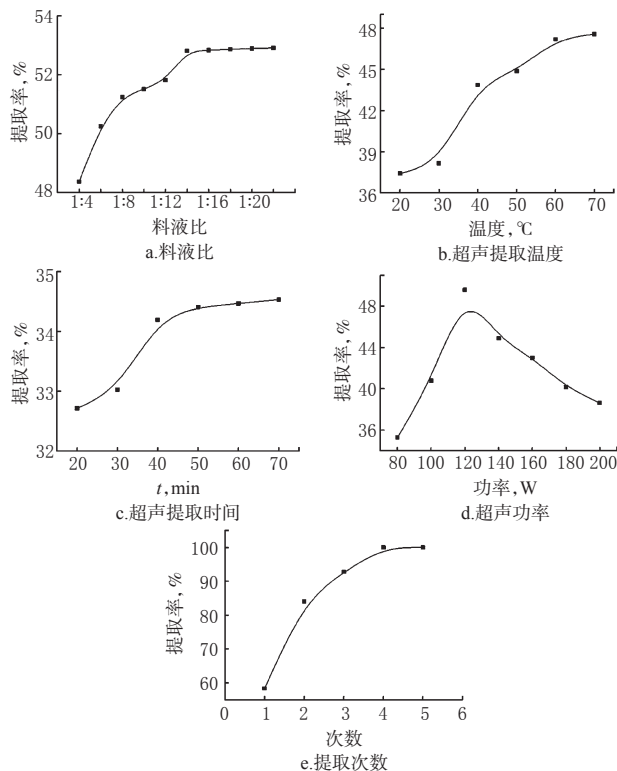 54
52
50
48
提取率, %
1:4 1:8 1:12 1:16 1:20
料液比
a.料液比
48
45
42
39
36
提取率, %
20 30 40 50 60 70
温度, ℃
b.超声提取温度
35
34
33
32
提取率, %
20 30 40 50 60 70
t, min
c.超声提取时间
48
44
40
36
提取率, %
80 100 120 140 160 180 200
功率, W
d.超声功率
100
90
80
70
60
提取率, %
0 1 2 3 4 5 6
次数
e.提取次数